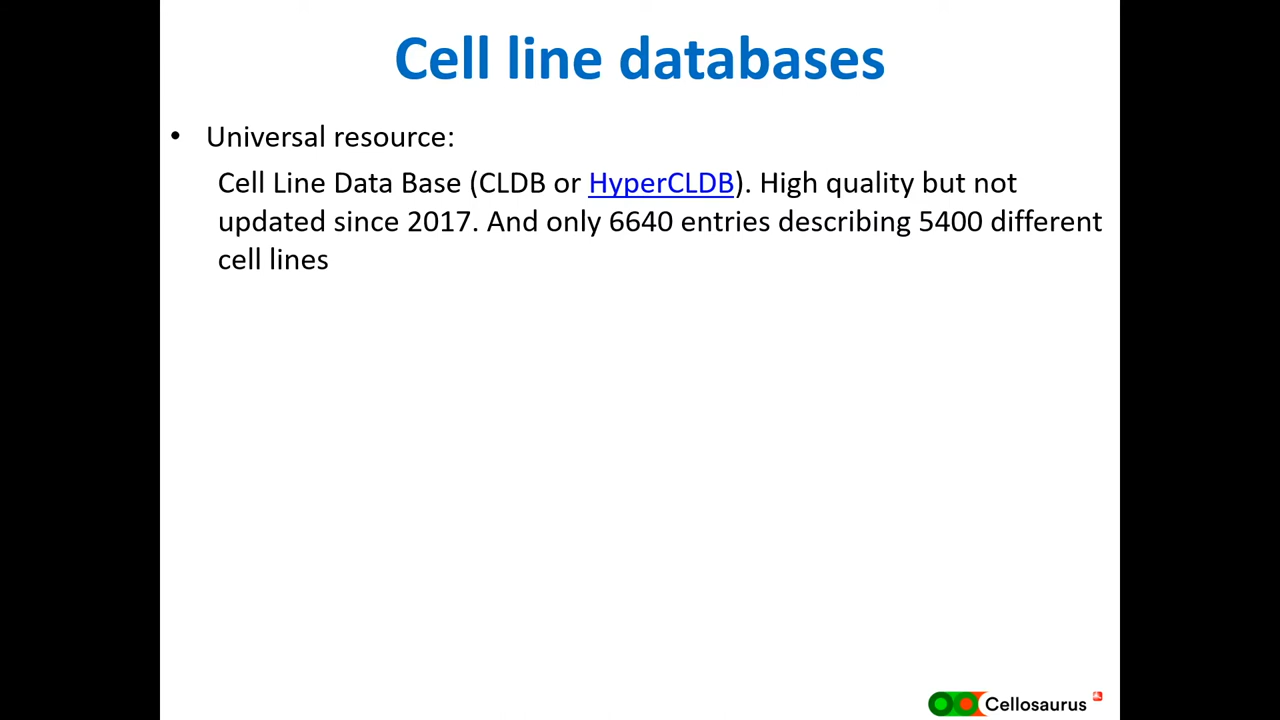 Cell line databases
• Universal resource:
Cell Line Data Base (CLDB or HyperCLDB). High quality but not
updated since 2017. And only 6640 entries describing 5400 different
cell lines
Cellosaurus